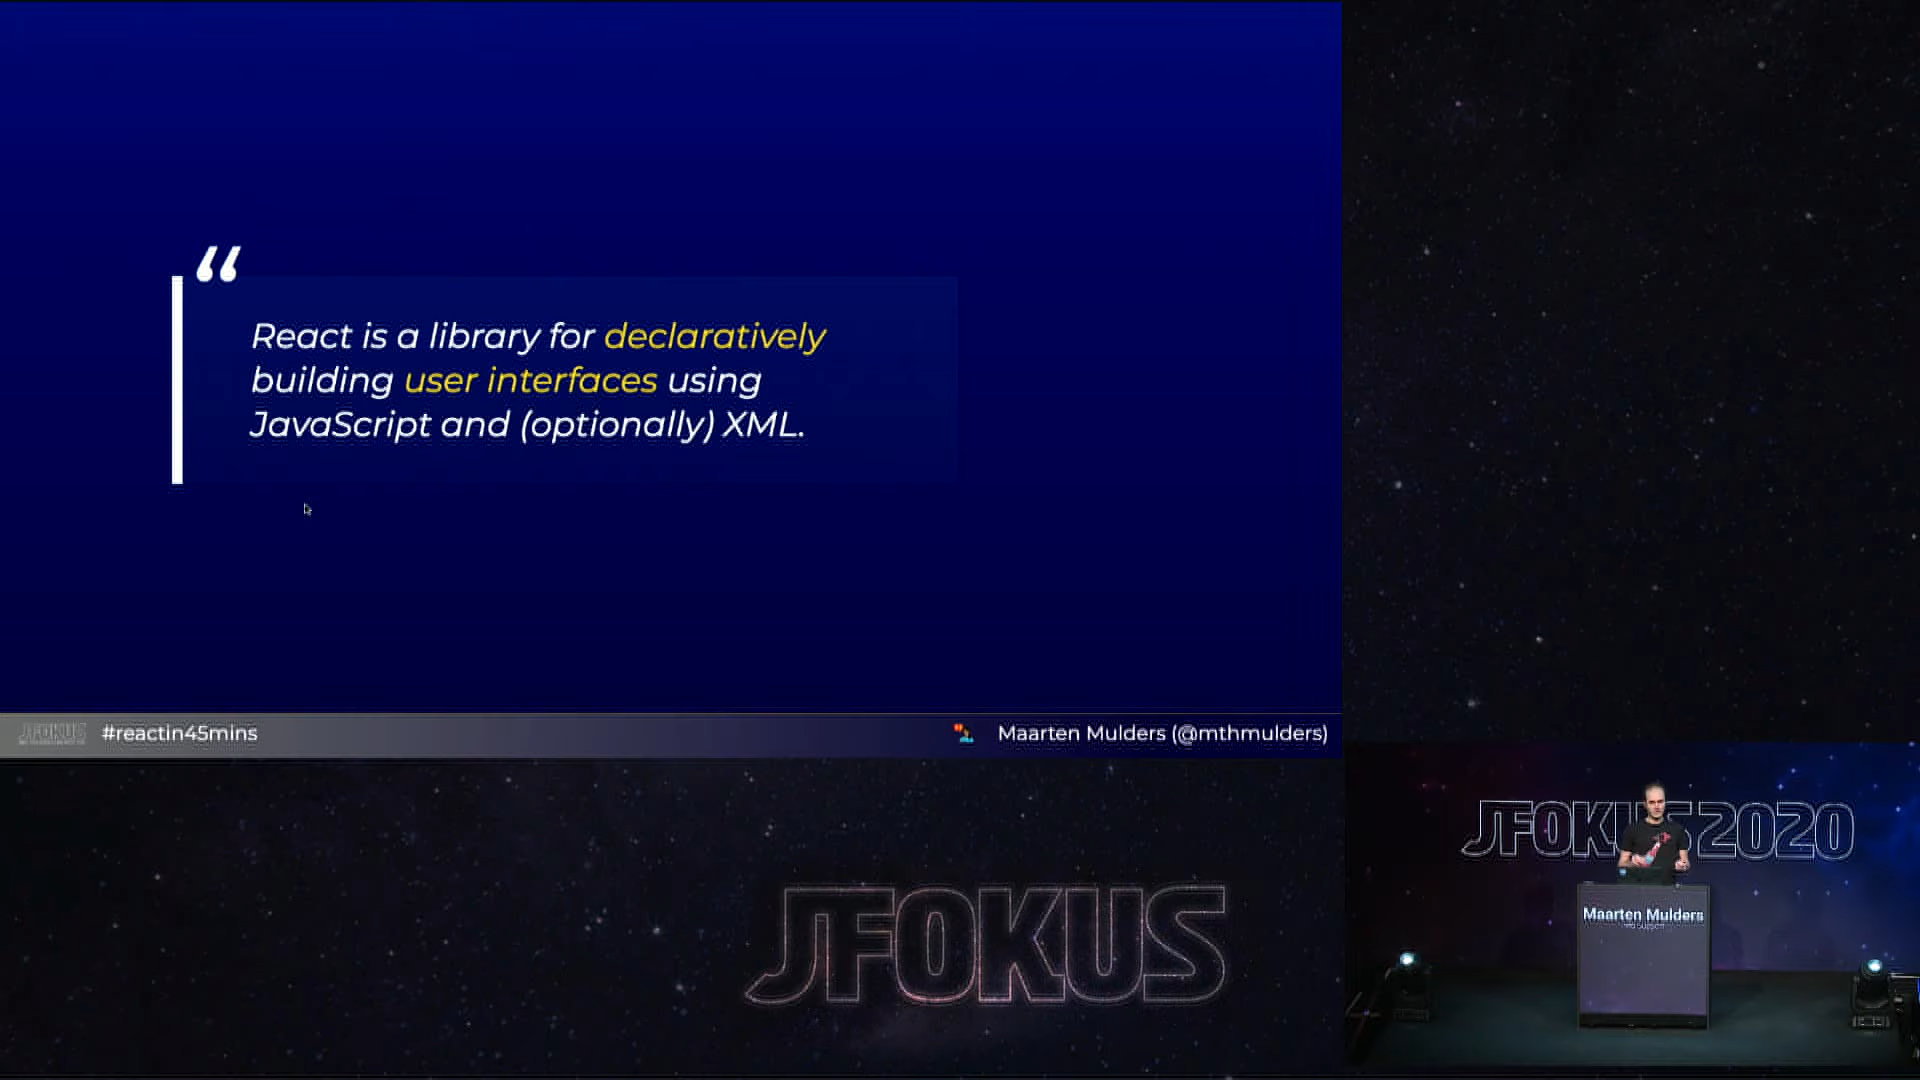 “
React is a library for declaratively
building user interfaces using
JavaScript and (optionally) XML.
JFOKUS
#reactin45mins
Maarten Mulders (@mthmulders)
JFOKUS 2020
Maarten Mulders
JFOKUS